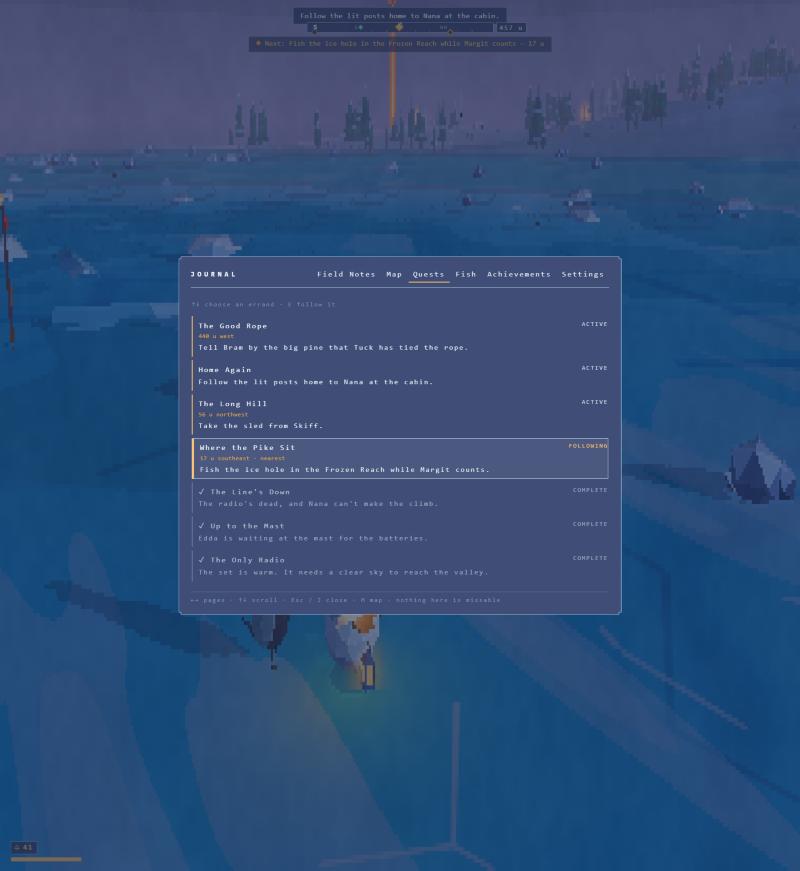 Follow the lit posts home to Nana at the cabin.
S
457 u
Next: Fish the ice hole in the Frozen Reach while Margit counts · 17 u
JOURNAL
Field Notes Map Quests Fish Achievements Settings
↑↓ choose an errand · E follow it
The Good Rope ACTIVE
440 u west
Tell Bram by the big pine that Tuck has tied the rope.
Home Again ACTIVE
Follow the lit posts home to Nana at the cabin.
The Long Hill ACTIVE
56 u northwest
Take the sled from Skiff.
Where the Pike Sit FOLLOWING
17 u southeast · nearest
Fish the ice hole in the Frozen Reach while Margit counts.
✓ The Line's Down COMPLETE
The radio's dead, and Nana can't make the climb.
✓ Up to the Mast COMPLETE
Edda is waiting at the mast for the batteries.
✓ The Only Radio COMPLETE
The set is warm. It needs a clear sky to reach the valley.
←→ pages · ↑↓ scroll · Esc / J close · M map · nothing here is missable
41